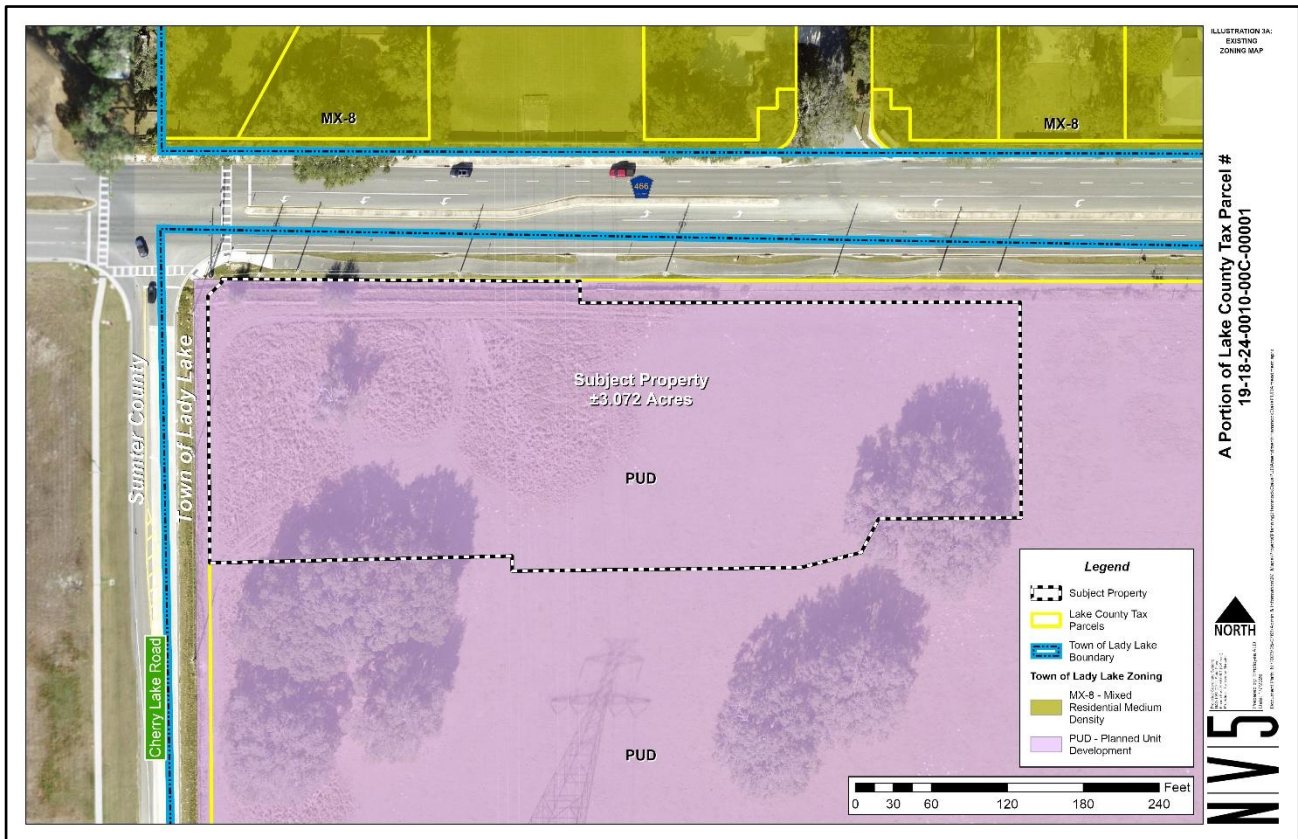 ILLUSTRATION 3A:
EXISTING
ZONING MAP
A Portion of Lake County Tax Parcel #
19-18-24-0010-00C-00001
MX-8
MX-8
466
Sumter County
Town of Lady Lake
Cherry Lake Road
Subject Property
±3.072 Acres
PUD
PUD
Legend
Subject Property
Lake County Tax
Parcels
Town of Lady Lake
Boundary
Town of Lady Lake Zoning
MX-8 - Mixed
Residential Medium
Density
PUD - Planned Unit
Development
Feet
0 30 60 120 180 240
NORTH
N|V|5